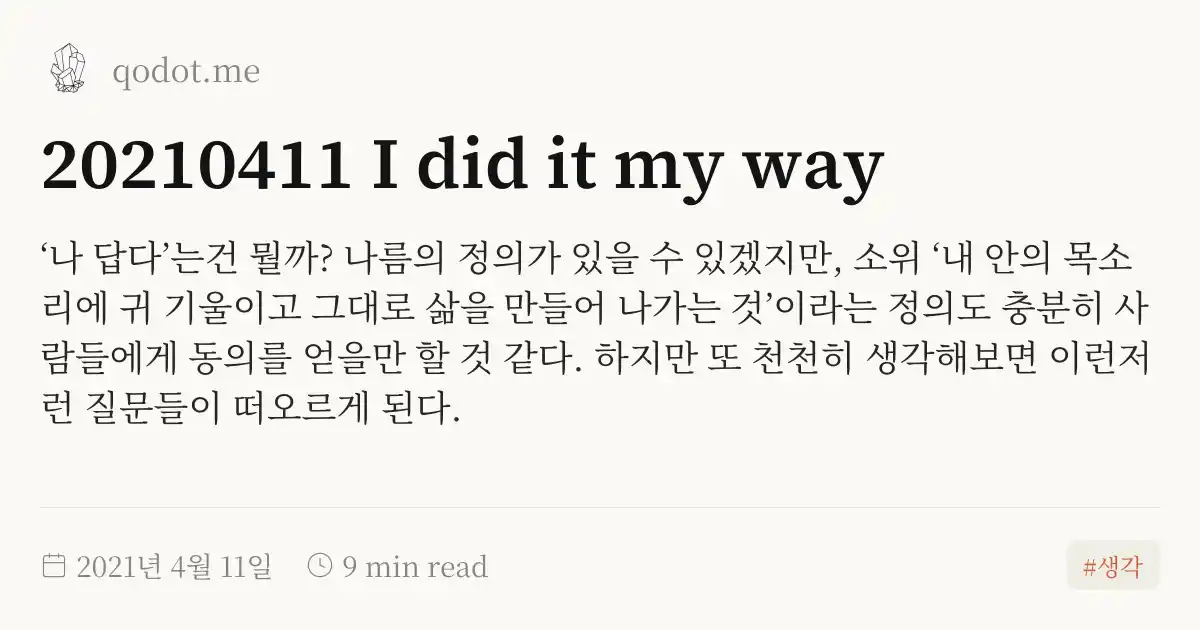 qodot.me
20210411 I did it my way
‘나 답다’는건 뭘까? 나름의 정의가 있을 수 있겠지만, 소위 ‘내 안의 목소
리에 귀 기울이고 그대로 삶을 만들어 나가는 것’이라는 정의도 충분히 사
람들에게 동의를 얻을만 할 것 같다. 하지만 또 천천히 생각해보면 이런저
런 질문들이 떠오르게 된다.
2021년 4월 11일 9 min read #생각